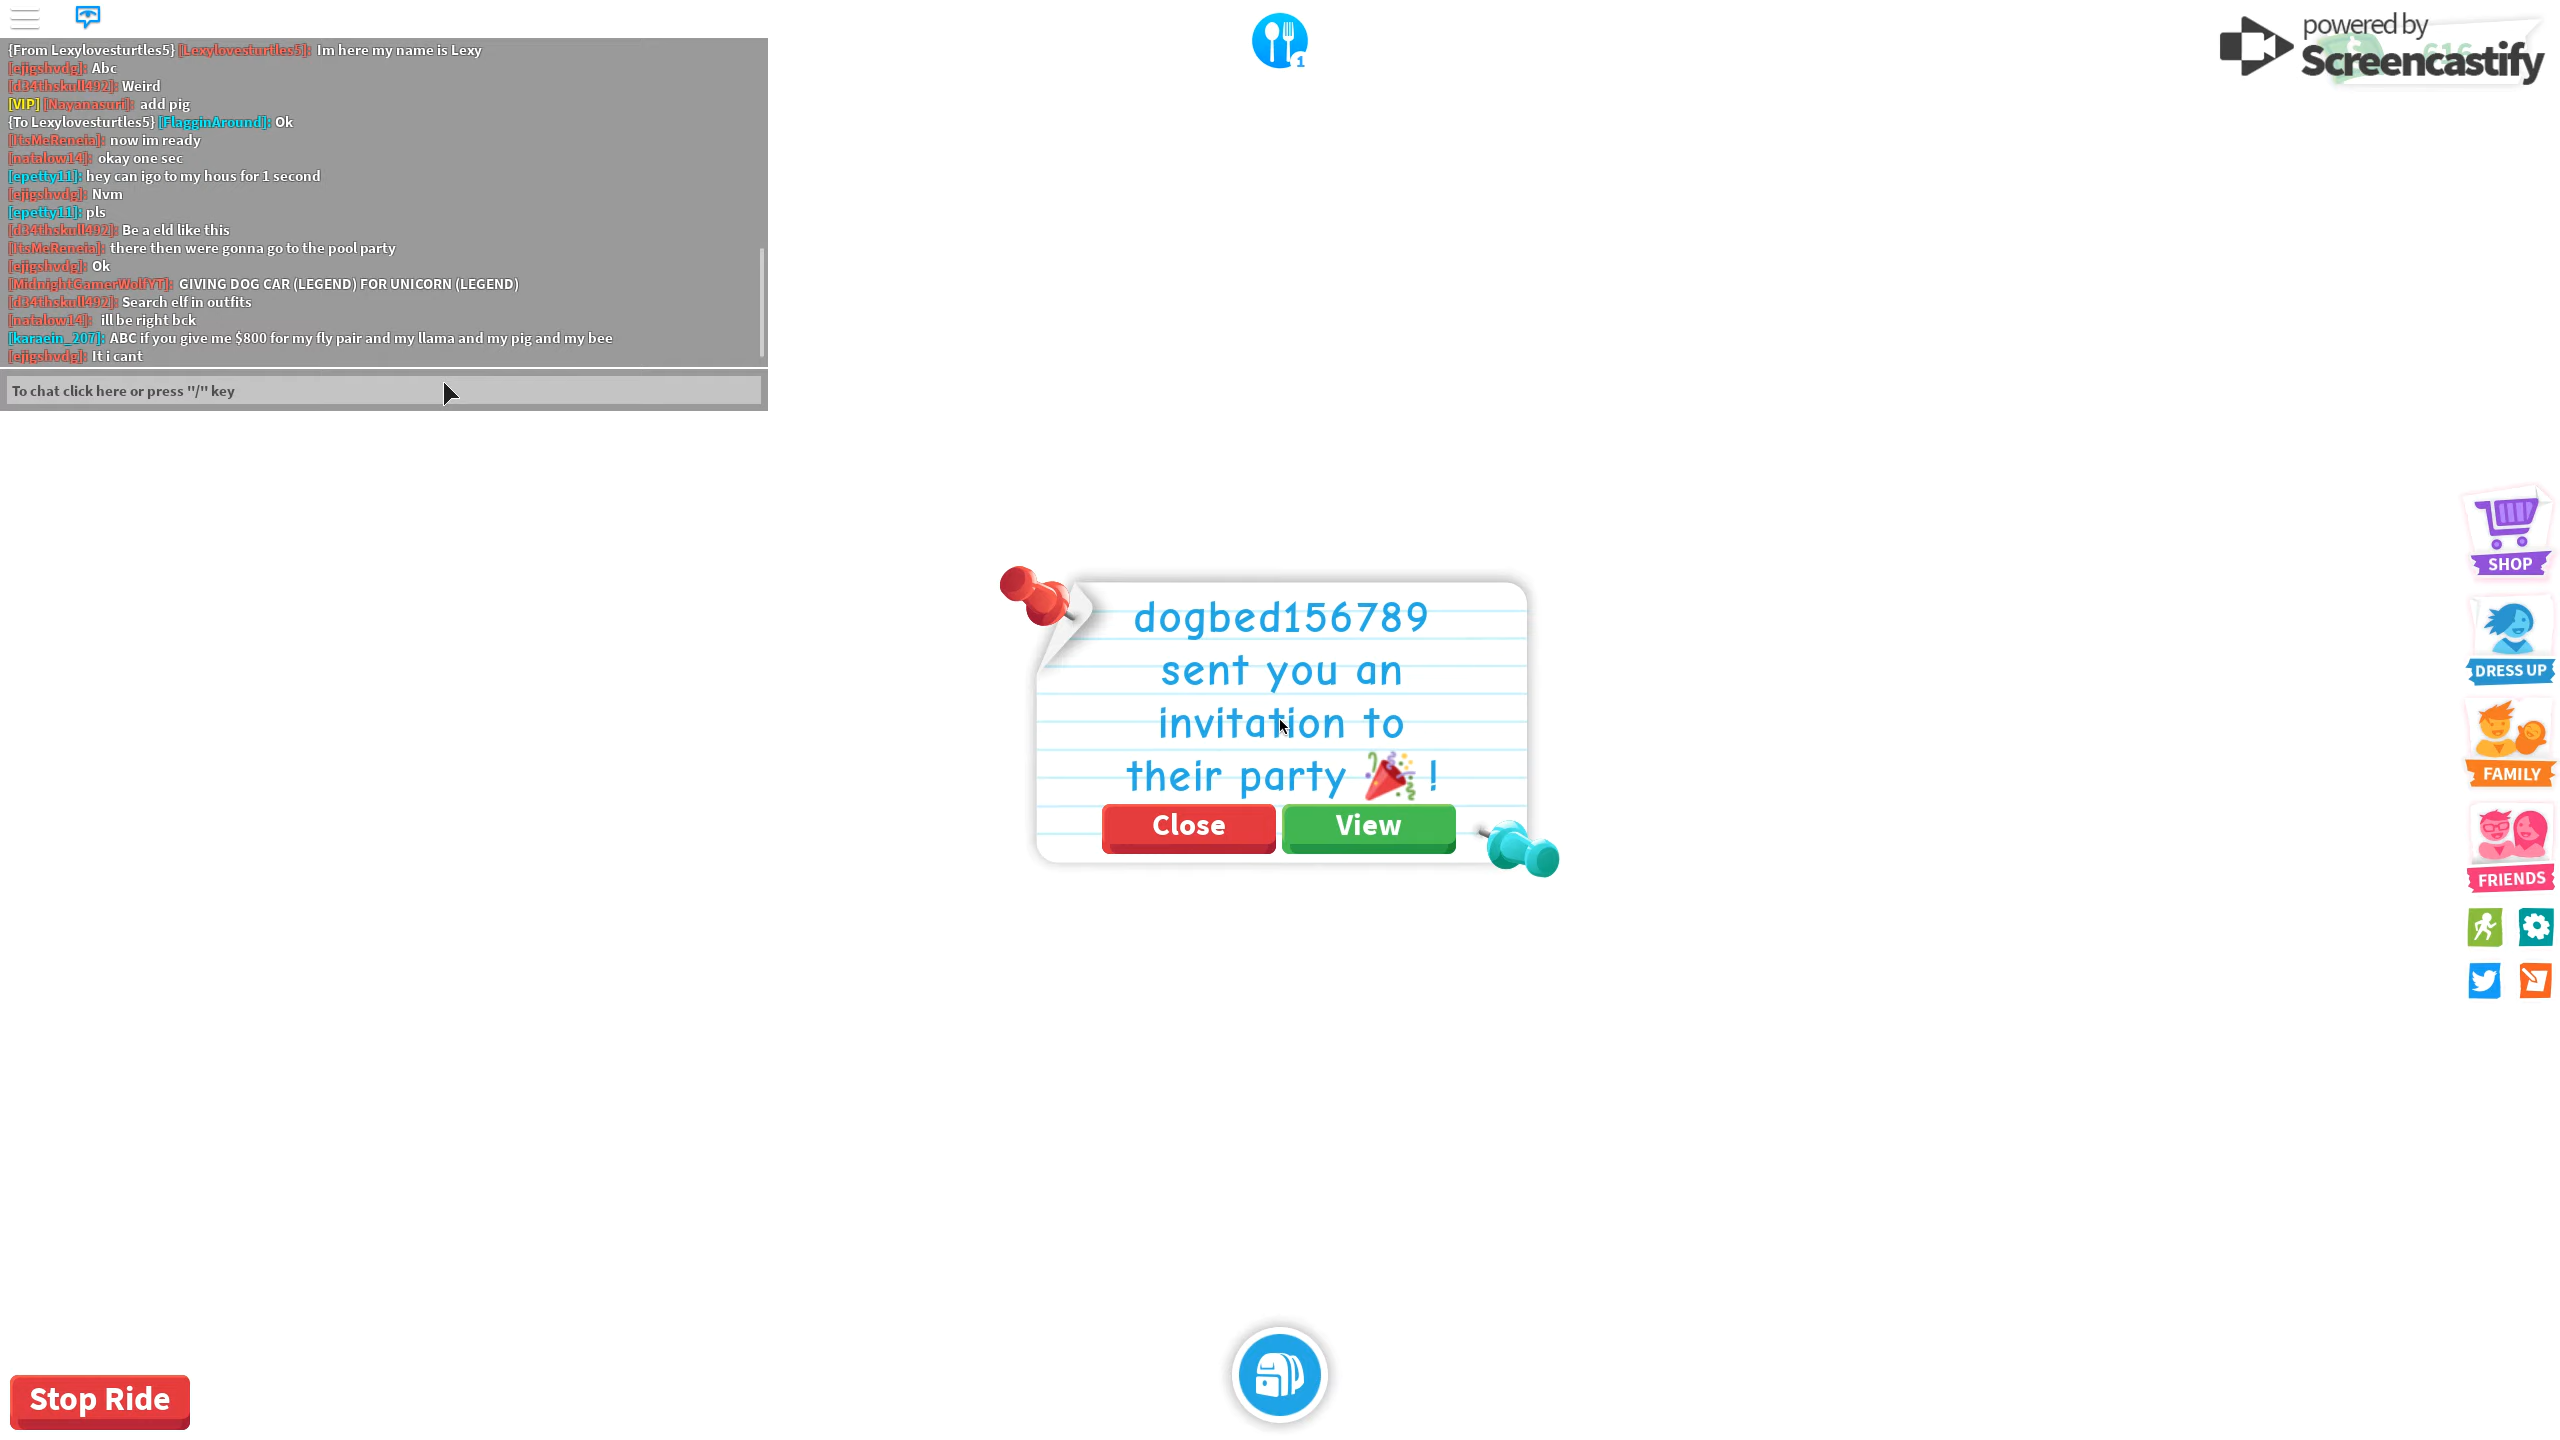 {From Lexylovesturtles5} [Lexylovesturtles5]: Im here my name is Lexy
[ejigshvdg]: Abc
[d34thskull492]: Weird
[VIP] [Nayanasuri]: add pig
{To Lexylovesturtles5} [FlagginAround]: Ok
[ItsMeReneia]: now im ready
[natalow14]: okay one sec
[epetty11]: hey can igo to my hous for 1 second
[ejigshvdg]: Nvm
[epetty11]: pls
[d34thskull492]: Be a eld like this
[ItsMeReneia]: there then were gonna go to the pool party
[ejigshvdg]: Ok
[MidnightGamerWolfYT]: GIVING DOG CAR (LEGEND) FOR UNICORN (LEGEND)
[d34thskull492]: Search elf in outfits
[natalow14]: ill be right bck
[karaein_207]: ABC if you give me $800 for my fly pair and my llama and my pig and my bee
[ejigshvdg]: It i cant
To chat click here or press "/" key
1
powered by
Screencastify
616
dogbed156789
sent you an
invitation to
their party 🎉 !
Close
View
SHOP
DRESS UP
FAMILY
FRIENDS
Stop Ride